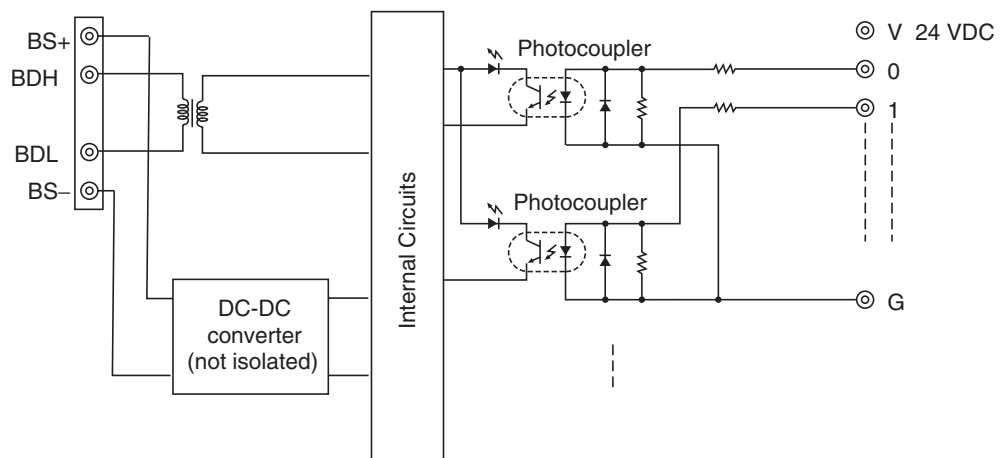 BS+
BDH
BDL
BS−
DC-DC
converter
(not isolated)
Internal Circuits
Photocoupler
Photocoupler
V 24 VDC
0
1
G